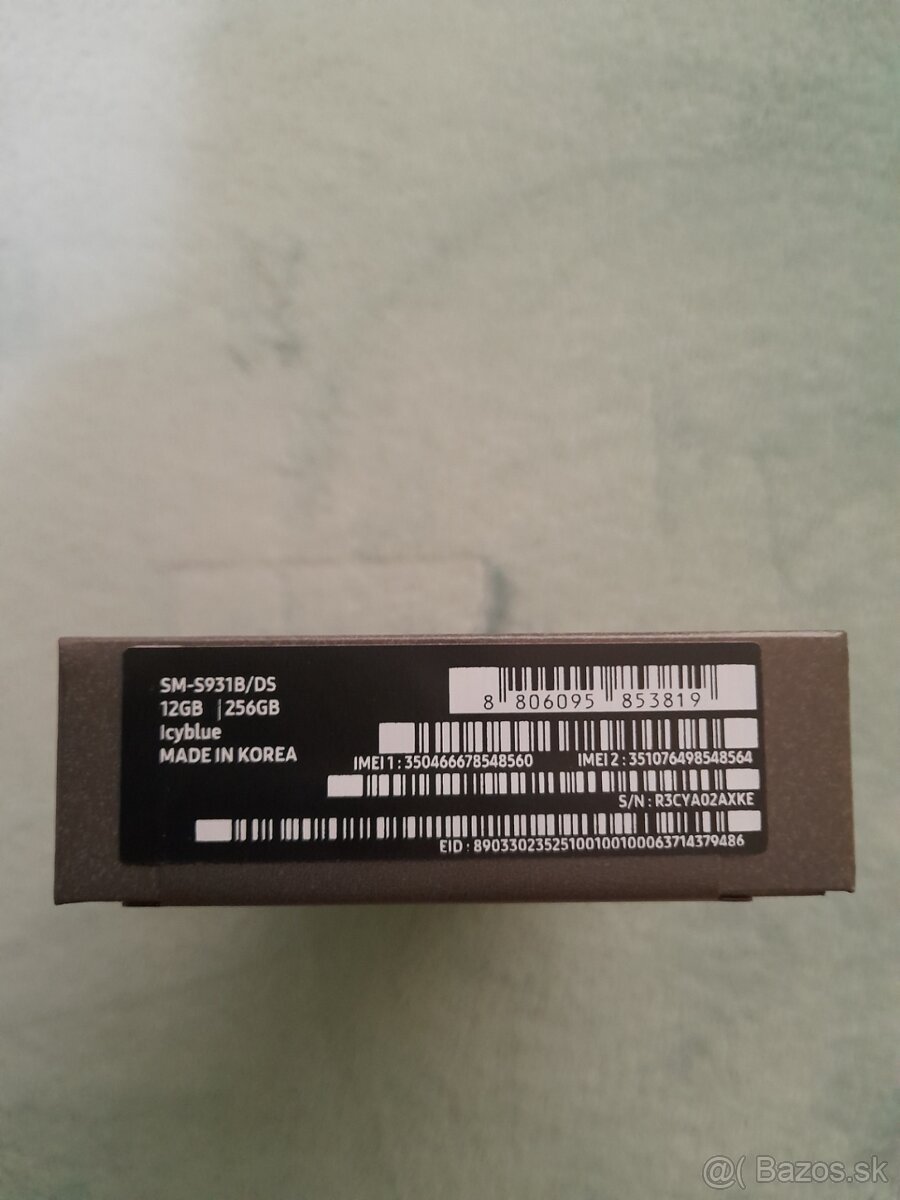 SM-S931B/DS
12GB | 256GB
Icyblue
MADE IN KOREA
8 806095 853819
IMEI 1 : 350466678548560 IMEI 2 : 351076498548564
S/N : R3CYA02AXKE
EID : 89033023525100100100063714379486
@( Bazos.sk